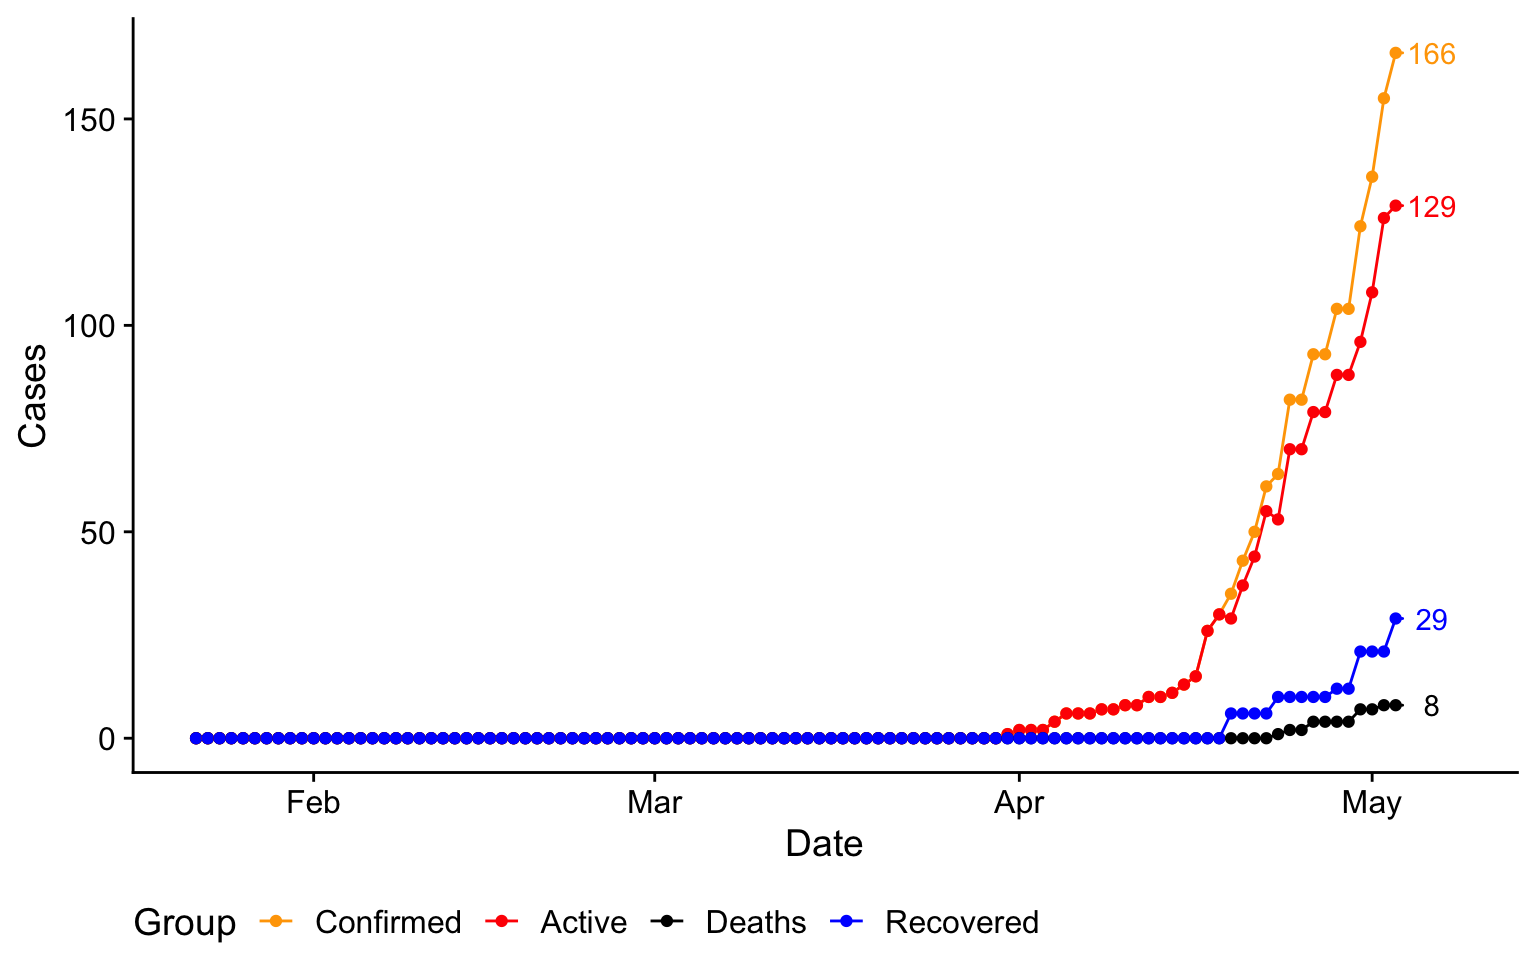 166
150
129
100
Cases
50
29
8
0
Feb Mar Apr May
Date
Group Confirmed Active Deaths Recovered